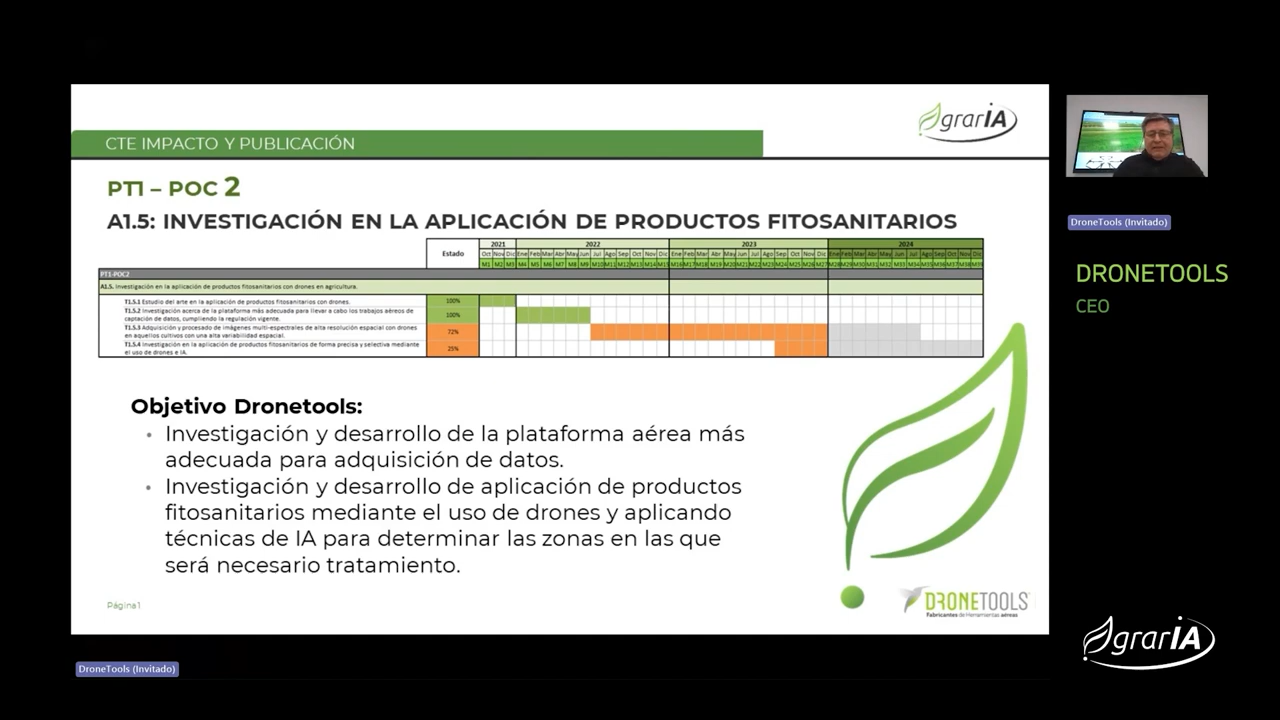 CTE IMPACTO Y PUBLICACIÓN
grarIA
PT1 – POC 2
A1.5: INVESTIGACIÓN EN LA APLICACIÓN DE PRODUCTOS FITOSANITARIOS
Estado
2021 2022 2023 2024
Oct Nov Dic Ene Feb Mar Abr May Jun Jul Ago Sep Oct Nov Dic Ene Feb Mar Abr May Jun Jul Ago Sep Oct Nov Dic Ene Feb Mar Abr May Jun Jul Ago Sep Oct Nov Dic
PT1-POC2
A1.5. Investigación en la aplicación de productos fitosanitarios con drones en agricultura.
T1.5.1 Estudio del arte en la aplicación de productos fitosanitarios con drones. 100%
T1.5.2 Investigación acerca de la plataforma más adecuada para llevar a cabo los trabajos aéreos de
captación de datos, cumpliendo la regulación vigente. 100%
T1.5.3 Adquisición y procesado de imágenes multi-espectrales de alta resolución espacial con drones
en aquellos cultivos con una alta variabilidad espacial. 72%
T1.5.4 Investigación en la aplicación de productos fitosanitarios de forma precisa y selectiva mediante
el uso de drones e IA. 25%
Objetivo Dronetools:
• Investigación y desarrollo de la plataforma aérea más
adecuada para adquisición de datos.
• Investigación y desarrollo de aplicación de productos
fitosanitarios mediante el uso de drones y aplicando
técnicas de IA para determinar las zonas en las que
será necesario tratamiento.
Página 1
DRONETOOLS
Fabricantes de Herramientas aéreas
DroneTools (Invitado)
DroneTools (Invitado)
DRONETOOLS
CEO
grarIA